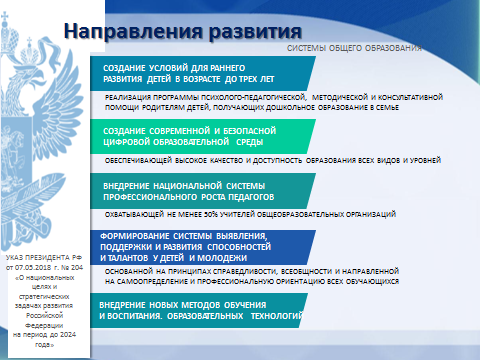 Направления развития
СИСТЕМЫ ОБЩЕГО ОБРАЗОВАНИЯ
СОЗДАНИЕ УСЛОВИЙ ДЛЯ РАННЕГО
РАЗВИТИЯ ДЕТЕЙ В ВОЗРАСТЕ ДО ТРЕХ ЛЕТ
РЕАЛИЗАЦИЯ ПРОГРАММЫ ПСИХОЛОГО-ПЕДАГОГИЧЕСКОЙ, МЕТОДИЧЕСКОЙ И КОНСУЛЬТАТИВНОЙ
ПОМОЩИ РОДИТЕЛЯМ ДЕТЕЙ, ПОЛУЧАЮЩИХ ДОШКОЛЬНОЕ ОБРАЗОВАНИЕ В СЕМЬЕ
СОЗДАНИЕ СОВРЕМЕННОЙ И БЕЗОПАСНОЙ
ЦИФРОВОЙ ОБРАЗОВАТЕЛЬНОЙ СРЕДЫ
ОБЕСПЕЧИВАЮЩЕЙ ВЫСОКОЕ КАЧЕСТВО И ДОСТУПНОСТЬ ОБРАЗОВАНИЯ ВСЕХ ВИДОВ И УРОВНЕЙ
ВНЕДРЕНИЕ НАЦИОНАЛЬНОЙ СИСТЕМЫ
ПРОФЕССИОНАЛЬНОГО РОСТА ПЕДАГОГОВ
ОХВАТЫВАЮЩЕЙ НЕ МЕНЕЕ 50% УЧИТЕЛЕЙ ОБЩЕОБРАЗОВАТЕЛЬНЫХ ОРГАНИЗАЦИЙ
ФОРМИРОВАНИЕ СИСТЕМЫ ВЫЯВЛЕНИЯ,
ПОДДЕРЖКИ И РАЗВИТИЯ СПОСОБНОСТЕЙ
И ТАЛАНТОВ У ДЕТЕЙ И МОЛОДЕЖИ
ОСНОВАННОЙ НА ПРИНЦИПАХ СПРАВЕДЛИВОСТИ, ВСЕОБЩНОСТИ И НАПРАВЛЕННОЙ
НА САМООПРЕДЕЛЕНИЕ И ПРОФЕССИОНАЛЬНУЮ ОРИЕНТАЦИЮ ВСЕХ ОБУЧАЮЩИХСЯ
ВНЕДРЕНИЕ НОВЫХ МЕТОДОВ ОБУЧЕНИЯ
И ВОСПИТАНИЯ. ОБРАЗОВАТЕЛЬНЫХ ТЕХНОЛОГИЙ
УКАЗ ПРЕЗИДЕНТА РФ
от 07.05.2018 г. № 204
«О национальных
целях и
стратегических
задачах развития
Российской
Федерации
на период до 2024
года»